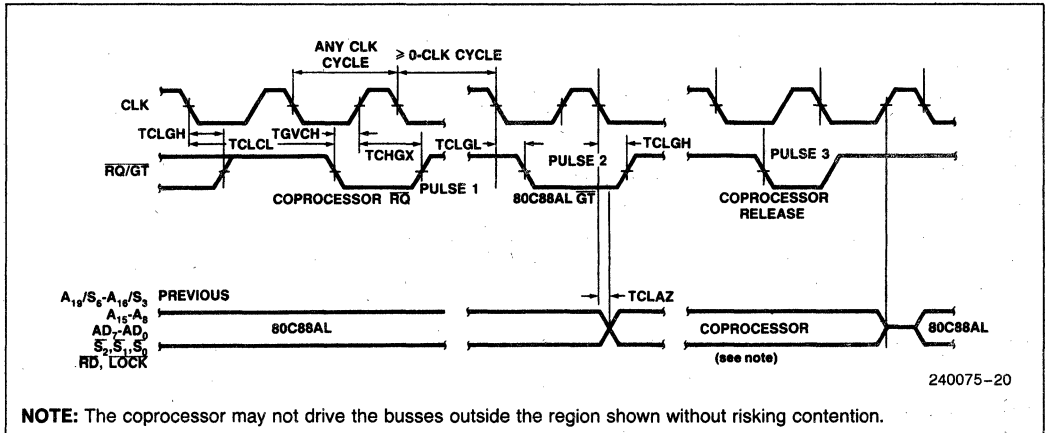 ANY CLK CYCLE
≥ 0-CLK CYCLE
CLK
TCLGH
TCLCL
TGVCH
TCHGX
TCLGL
PULSE 2
TCLGH
PULSE 3
RQ/GT
PULSE 1
COPROCESSOR RQ
80C88AL GT
COPROCESSOR RELEASE
TCLAZ
A19/S6-A16/S3
PREVIOUS
A15-A8
80C88AL
COPROCESSOR
80C88AL
AD7-AD0
S2,S1,S0
(see note)
RD, LOCK
240075-20
NOTE: The coprocessor may not drive the busses outside the region shown without risking contention.